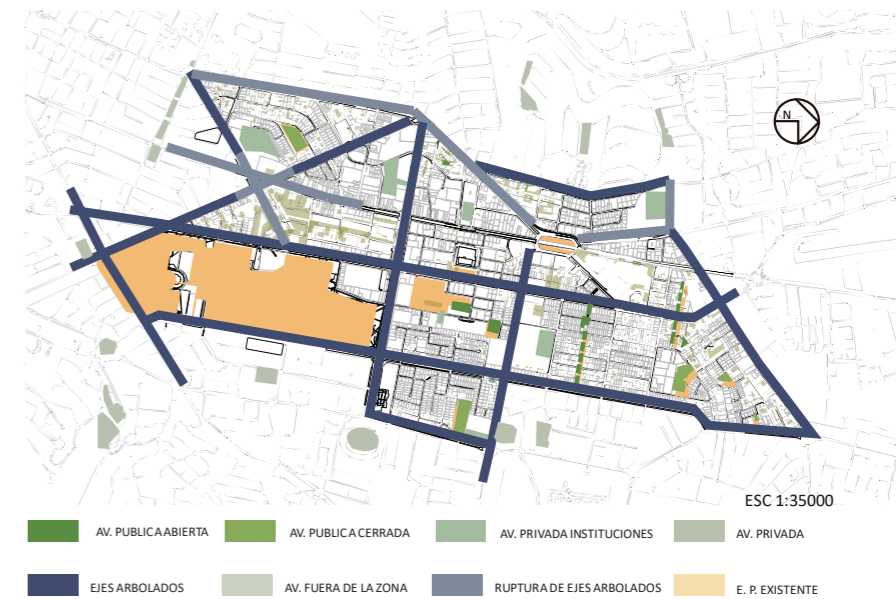 N
ESC 1:35000
AV. PUBLICA ABIERTA
AV. PUBLICA CERRADA
AV. PRIVADA INSTITUCIONES
AV. PRIVADA
EJES ARBOLADOS
AV. FUERA DE LA ZONA
RUPTURA DE EJES ARBOLADOS
E. P. EXISTENTE